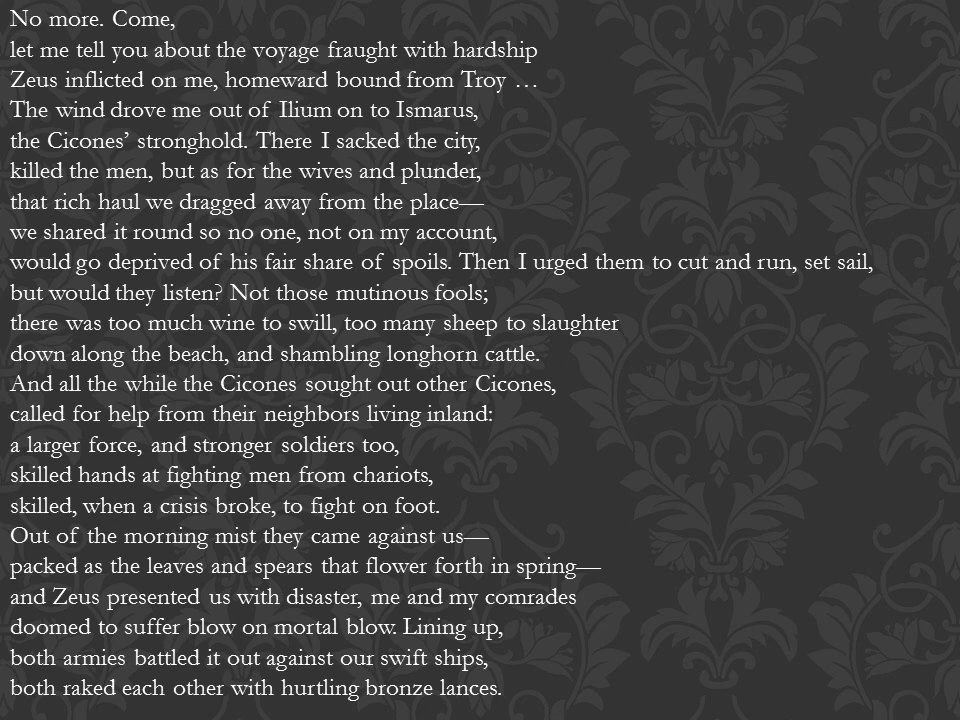 No more. Come,
let me tell you about the voyage fraught with hardship
Zeus inflicted on me, homeward bound from Troy …
The wind drove me out of Ilium on to Ismarus,
the Cicones’ stronghold. There I sacked the city,
killed the men, but as for the wives and plunder,
that rich haul we dragged away from the place—
we shared it round so no one, not on my account,
would go deprived of his fair share of spoils. Then I urged them to cut and run, set sail,
but would they listen? Not those mutinous fools;
there was too much wine to swill, too many sheep to slaughter
down along the beach, and shambling longhorn cattle.
And all the while the Cicones sought out other Cicones,
called for help from their neighbors living inland:
a larger force, and stronger soldiers too,
skilled hands at fighting men from chariots,
skilled, when a crisis broke, to fight on foot.
Out of the morning mist they came against us—
packed as the leaves and spears that flower forth in spring—
and Zeus presented us with disaster, me and my comrades
doomed to suffer blow on mortal blow. Lining up,
both armies battled it out against our swift ships,
both raked each other with hurtling bronze lances.